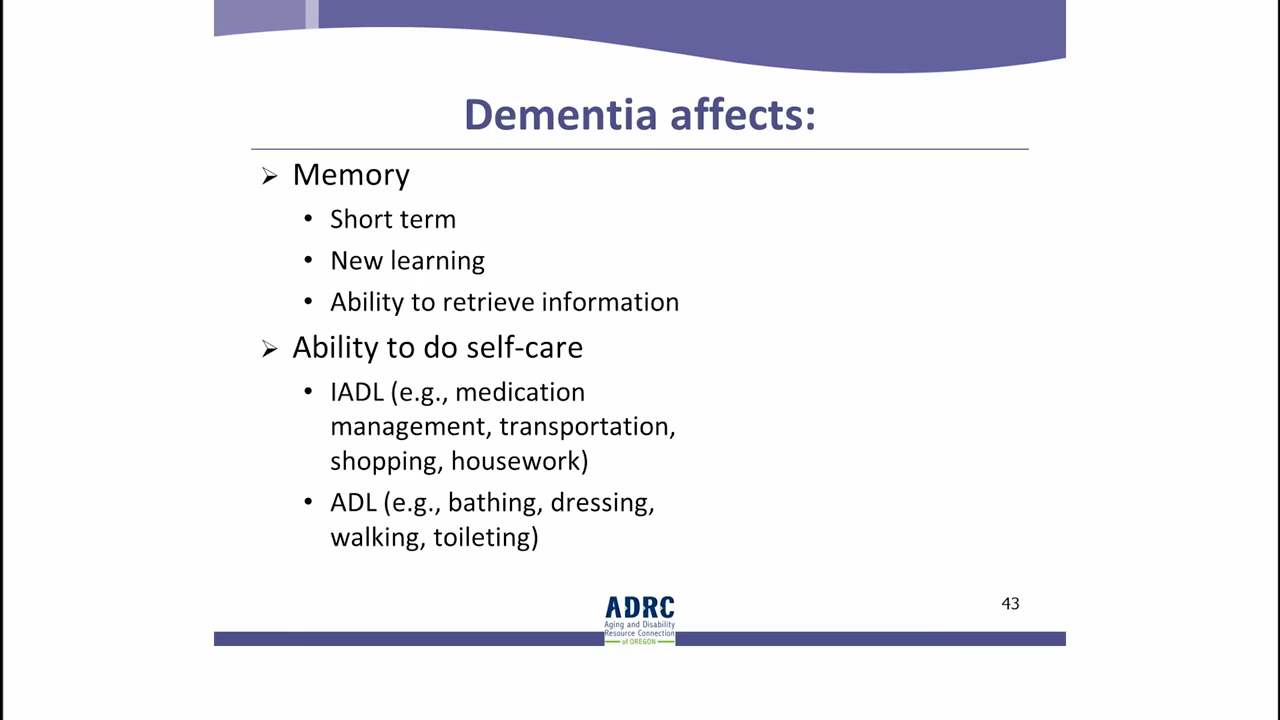 Dementia affects:
➢ Memory
• Short term
• New learning
• Ability to retrieve information
➢ Ability to do self-care
• IADL (e.g., medication
management, transportation,
shopping, housework)
• ADL (e.g., bathing, dressing,
walking, toileting)
43
ADRC
Aging and Disability
Resource Connection
of OREGON